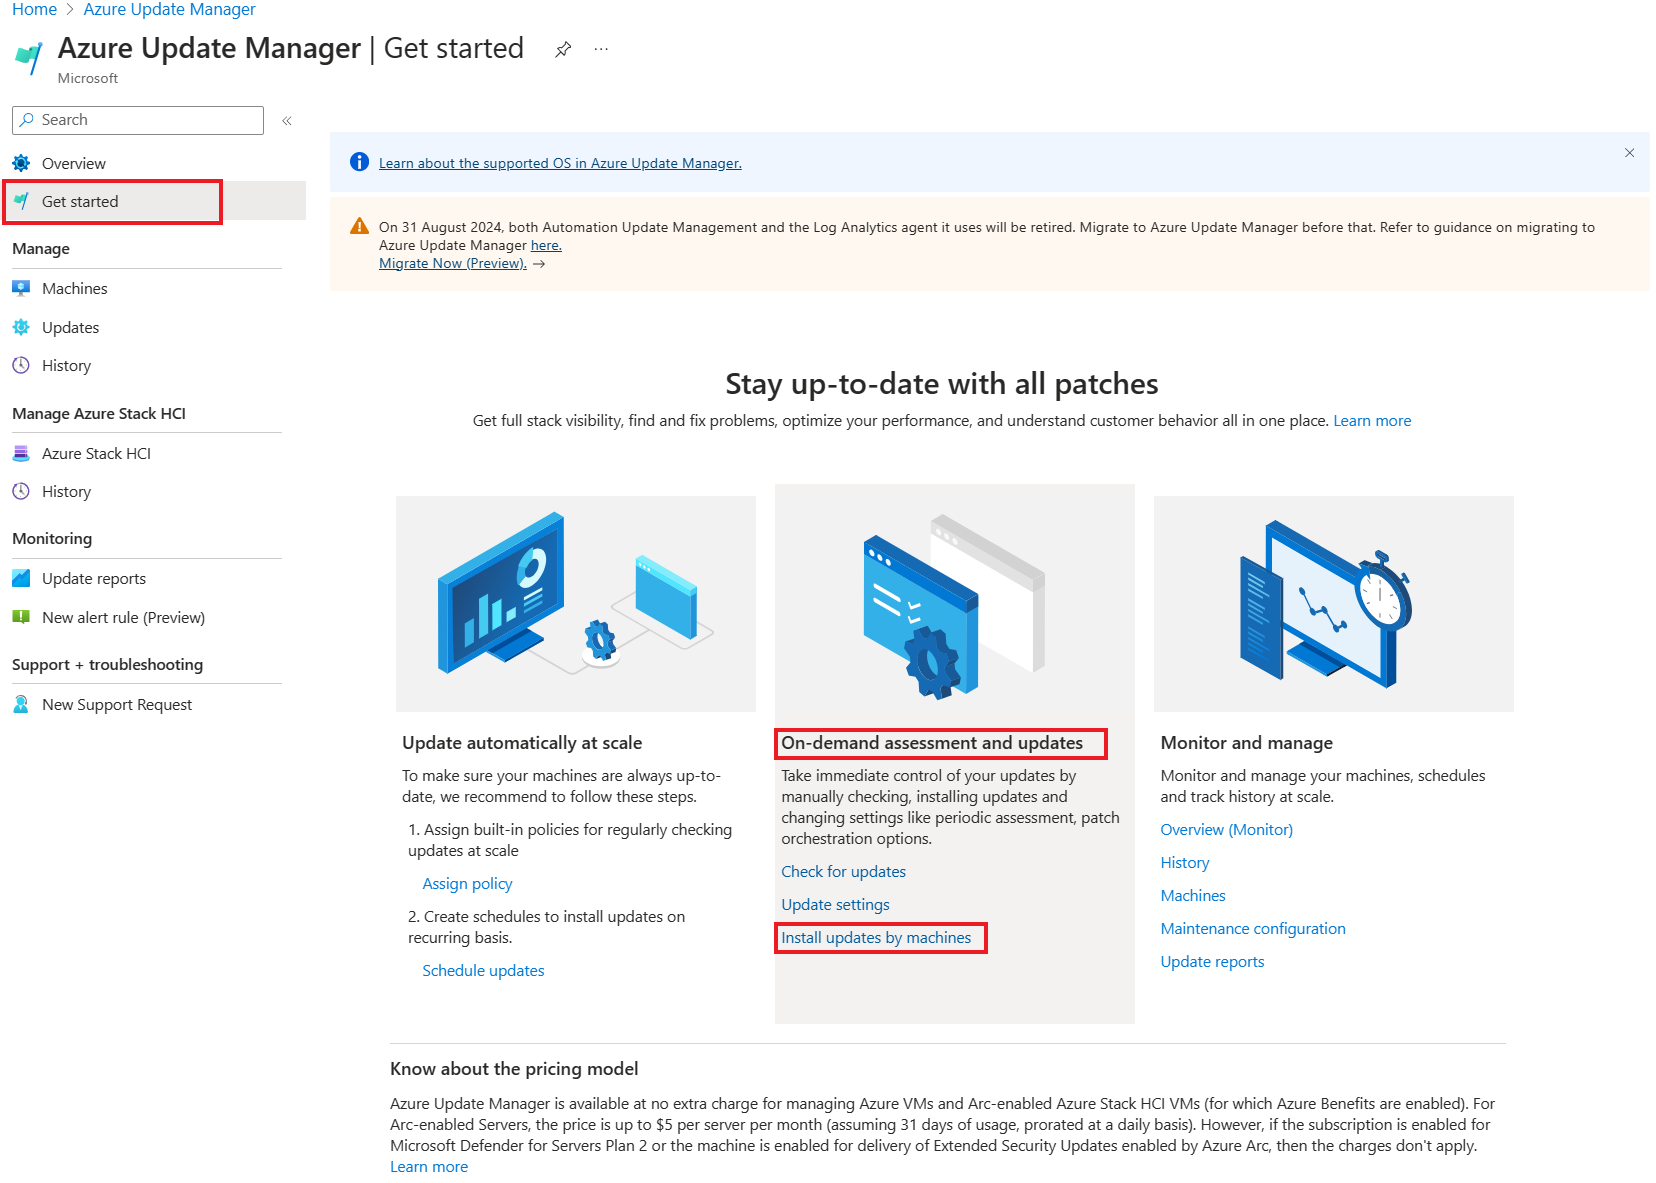 Home > Azure Update Manager
Azure Update Manager | Get started
Microsoft
Search
Overview
Get started
Manage
Machines
Updates
History
Manage Azure Stack HCI
Azure Stack HCI
History
Monitoring
Update reports
New alert rule (Preview)
Support + troubleshooting
New Support Request
Learn about the supported OS in Azure Update Manager.
On 31 August 2024, both Automation Update Management and the Log Analytics agent it uses will be retired. Migrate to Azure Update Manager before that. Refer to guidance on migrating to
Azure Update Manager here.
Migrate Now (Preview). →
Stay up-to-date with all patches
Get full stack visibility, find and fix problems, optimize your performance, and understand customer behavior all in one place. Learn more
Update automatically at scale
To make sure your machines are always up-to-
date, we recommend to follow these steps.
1. Assign built-in policies for regularly checking
updates at scale
Assign policy
2. Create schedules to install updates on
recurring basis.
Schedule updates
On-demand assessment and updates
Take immediate control of your updates by
manually checking, installing updates and
changing settings like periodic assessment, patch
orchestration options.
Check for updates
Update settings
Install updates by machines
Monitor and manage
Monitor and manage your machines, schedules
and track history at scale.
Overview (Monitor)
History
Machines
Maintenance configuration
Update reports
Know about the pricing model
Azure Update Manager is available at no extra charge for managing Azure VMs and Arc-enabled Azure Stack HCI VMs (for which Azure Benefits are enabled). For
Arc-enabled Servers, the price is up to $5 per server per month (assuming 31 days of usage, prorated at a daily basis). However, if the subscription is enabled for
Microsoft Defender for Servers Plan 2 or the machine is enabled for delivery of Extended Security Updates enabled by Azure Arc, then the charges don't apply.
Learn more